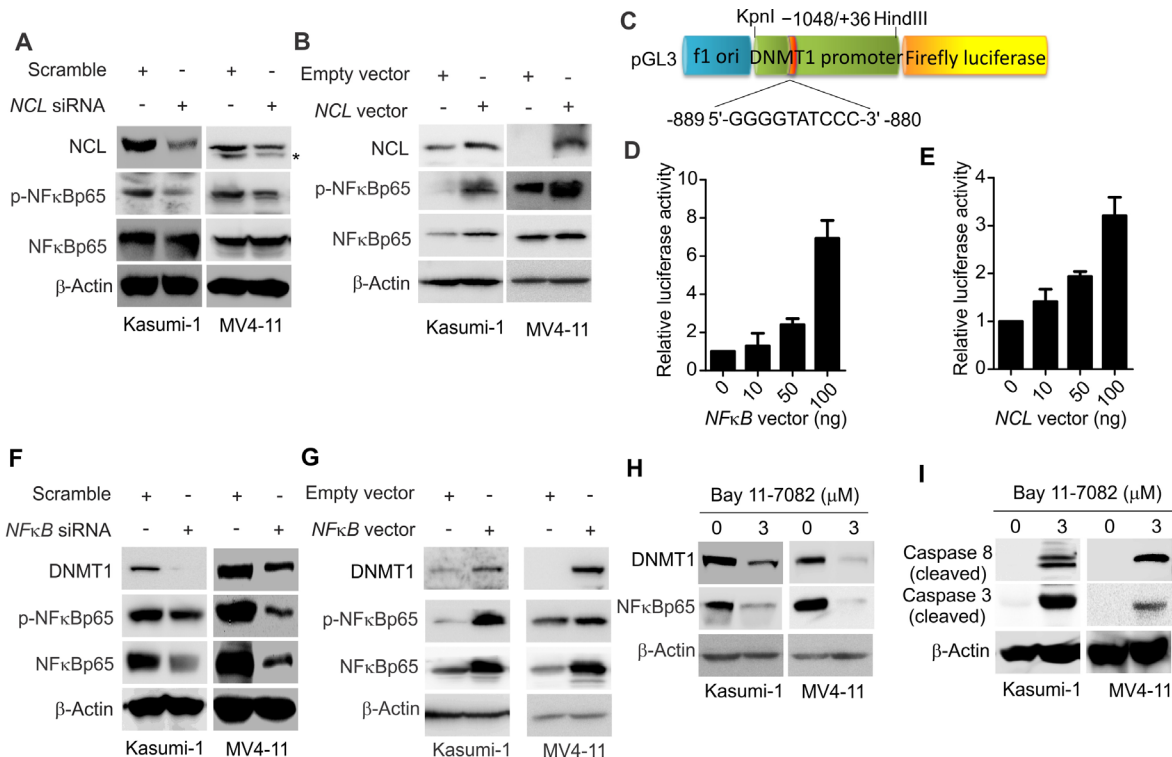 A
Scramble + - + -
NCL siRNA - + - +
NCL
*
p-NFκBp65
NFκBp65
β-Actin
Kasumi-1 MV4-11
B
Empty vector + - + -
NCL vector - + - +
NCL
p-NFκBp65
NFκBp65
β-Actin
Kasumi-1 MV4-11
C
KpnI -1048/+36 HindIII
pGL3 f1 ori DNMT1 promoter Firefly luciferase
-889 5'-GGGGTATCCC-3' -880
D
Relative luciferase activity
10
8
6
4
2
0
0 10 50 100
NFκB vector (ng)
E
Relative luciferase activity
4
3
2
1
0
0 10 50 100
NCL vector (ng)
F
Scramble + - + -
NFκB siRNA - + - +
DNMT1
p-NFκBp65
NFκBp65
β-Actin
Kasumi-1 MV4-11
G
Empty vector + - + -
NFκB vector - + - +
DNMT1
p-NFκBp65
NFκBp65
β-Actin
Kasumi-1 MV4-11
H
Bay 11-7082 (μM)
0 3 0 3
DNMT1
NFκBp65
β-Actin
Kasumi-1 MV4-11
I
Bay 11-7082 (μM)
0 3 0 3
Caspase 8
(cleaved)
Caspase 3
(cleaved)
β-Actin
Kasumi-1 MV4-11